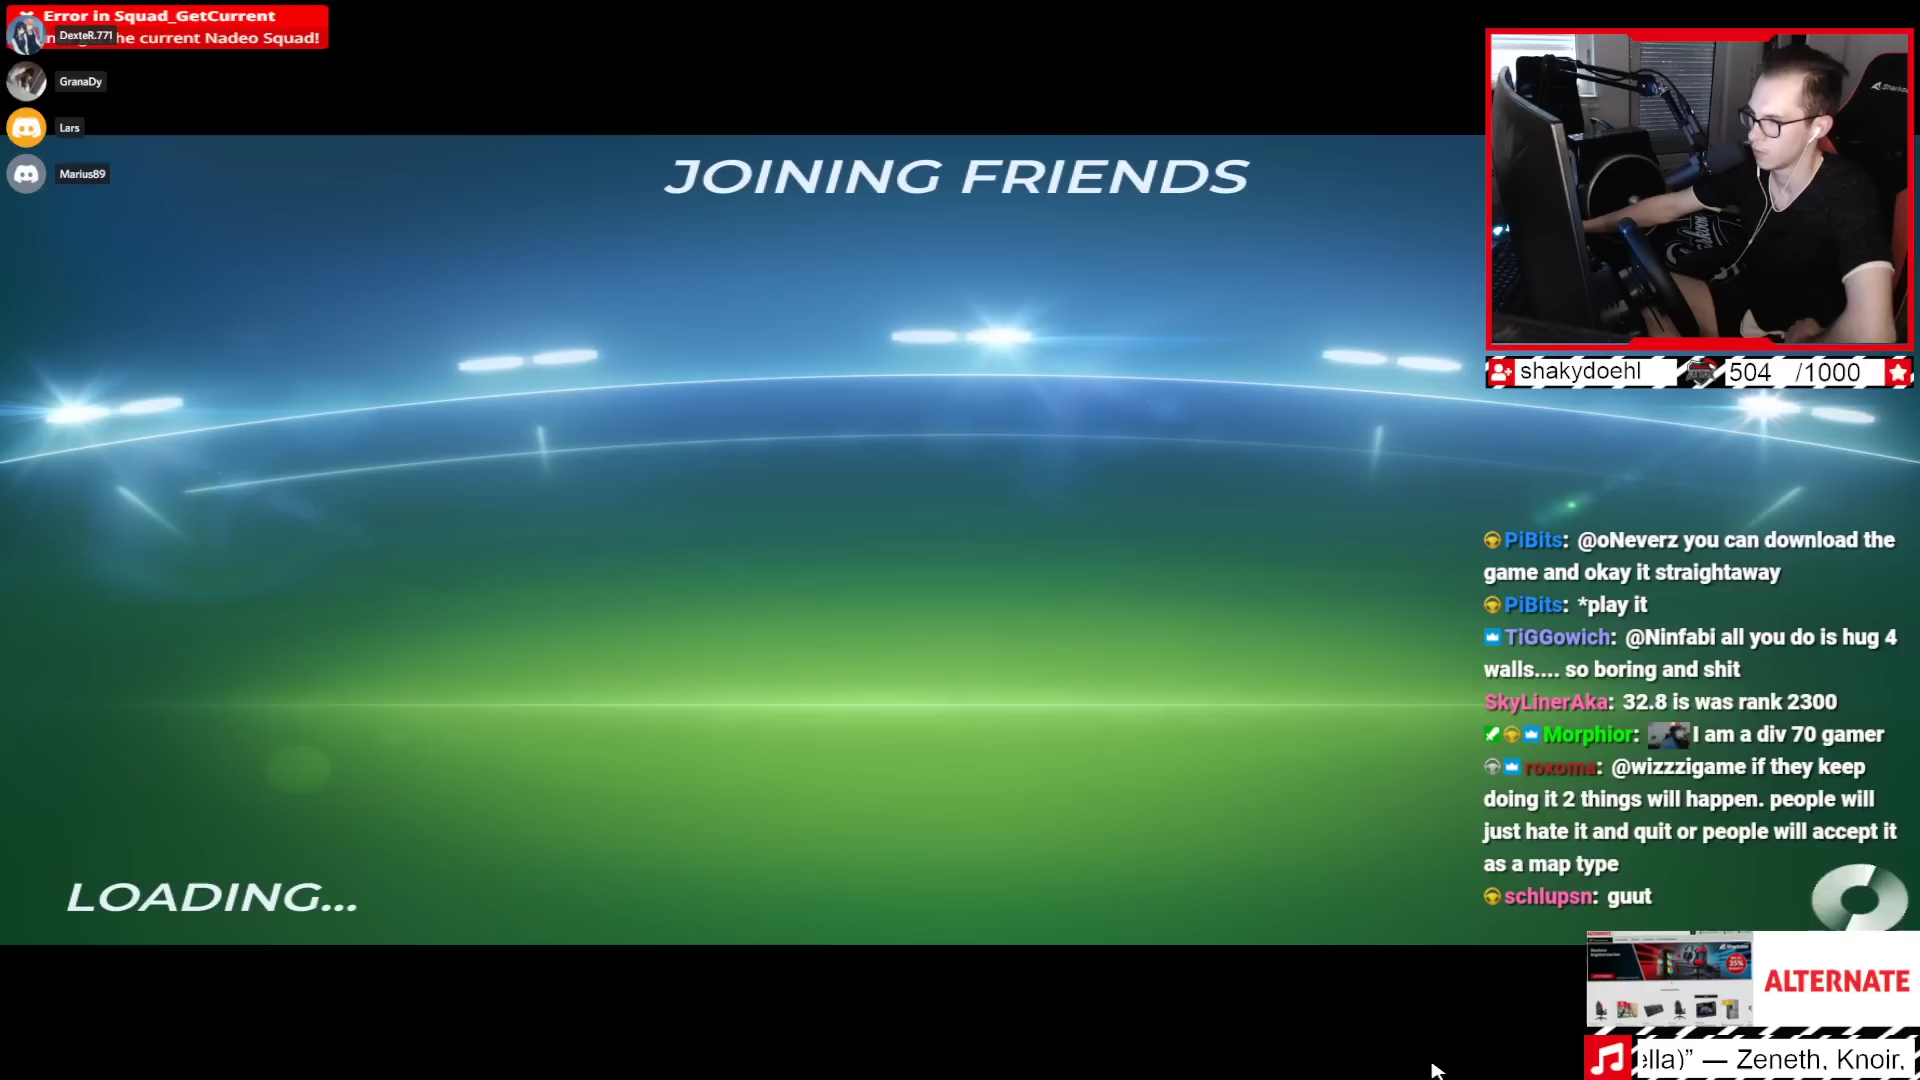 Error in Squad_GetCurrent
he current Nadeo Squad!
DexteR.771
GranaDy
Lars
Marius89
JOINING FRIENDS
shakydoehl
504 /1000
PiBits: @oNeverz you can download the
game and okay it straightaway
PiBits: *play it
TiGGowich: @Ninfabi all you do is hug 4
walls.... so boring and shit
SkyLinerAka: 32.8 is was rank 2300
Morphior: I am a div 70 gamer
roxoma: @wizzzigame if they keep
doing it 2 things will happen. people will
just hate it and quit or people will accept it
as a map type
schlupsn: guut
LOADING...
ALTERNATE
ella)” — Zeneth, Knoir,